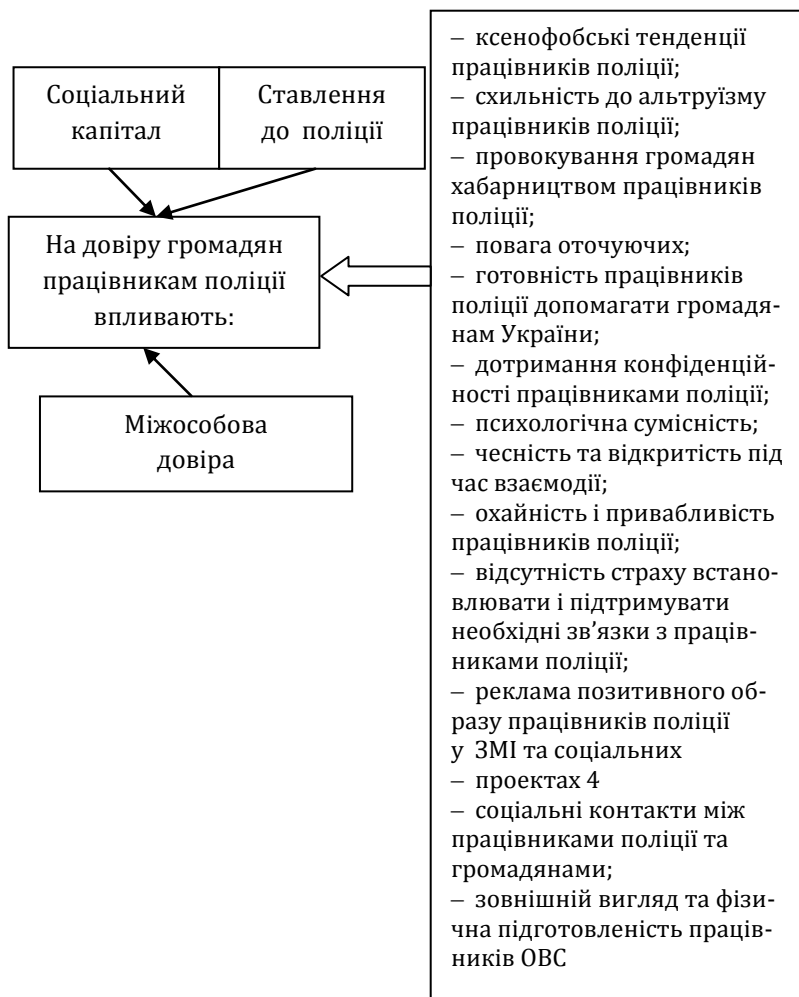 Соціальний
капітал
Ставлення
до поліції
На довіру громадян
працівникам поліції
впливають:
Міжособова
довіра
– ксенофобські тенденції
працівників поліції;
– схильність до альтруїзму
працівників поліції;
– провокування громадян
хабарництвом працівників
поліції;
– повага оточуючих;
– готовність працівників
поліції допомагати громадя-
нам України;
– дотримання конфіденцій-
ності працівниками поліції;
– психологічна сумісність;
– чесність та відкритість під
час взаємодії;
– охайність і привабливість
працівників поліції;
– відсутність страху встано-
влювати і підтримувати
необхідні зв'язки з праців-
никами поліції;
– реклама позитивного об-
разу працівників поліції
у ЗМІ та соціальних
– проектах 4
– соціальні контакти між
працівниками поліції та
громадянами;
– зовнішній вигляд та фізи-
чна підготовленість праців-
ників ОВС